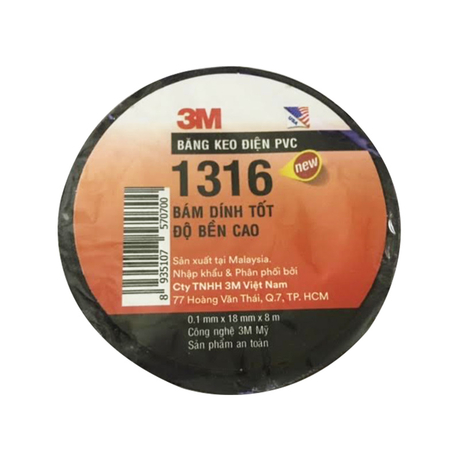 3M
USA
BĂNG KEO ĐIỆN PVC
1316
new
BÁM DÍNH TỐT
ĐỘ BỀN CAO
Sản xuất tại Malaysia.
Nhập khẩu & Phân phối bởi
Cty TNHH 3M Việt Nam
77 Hoàng Văn Thái, Q.7, TP. HCM
0.1 mm x 18 mm x 8 m
Công nghệ 3M Mỹ
Sản phẩm an toàn
8 935107 570700